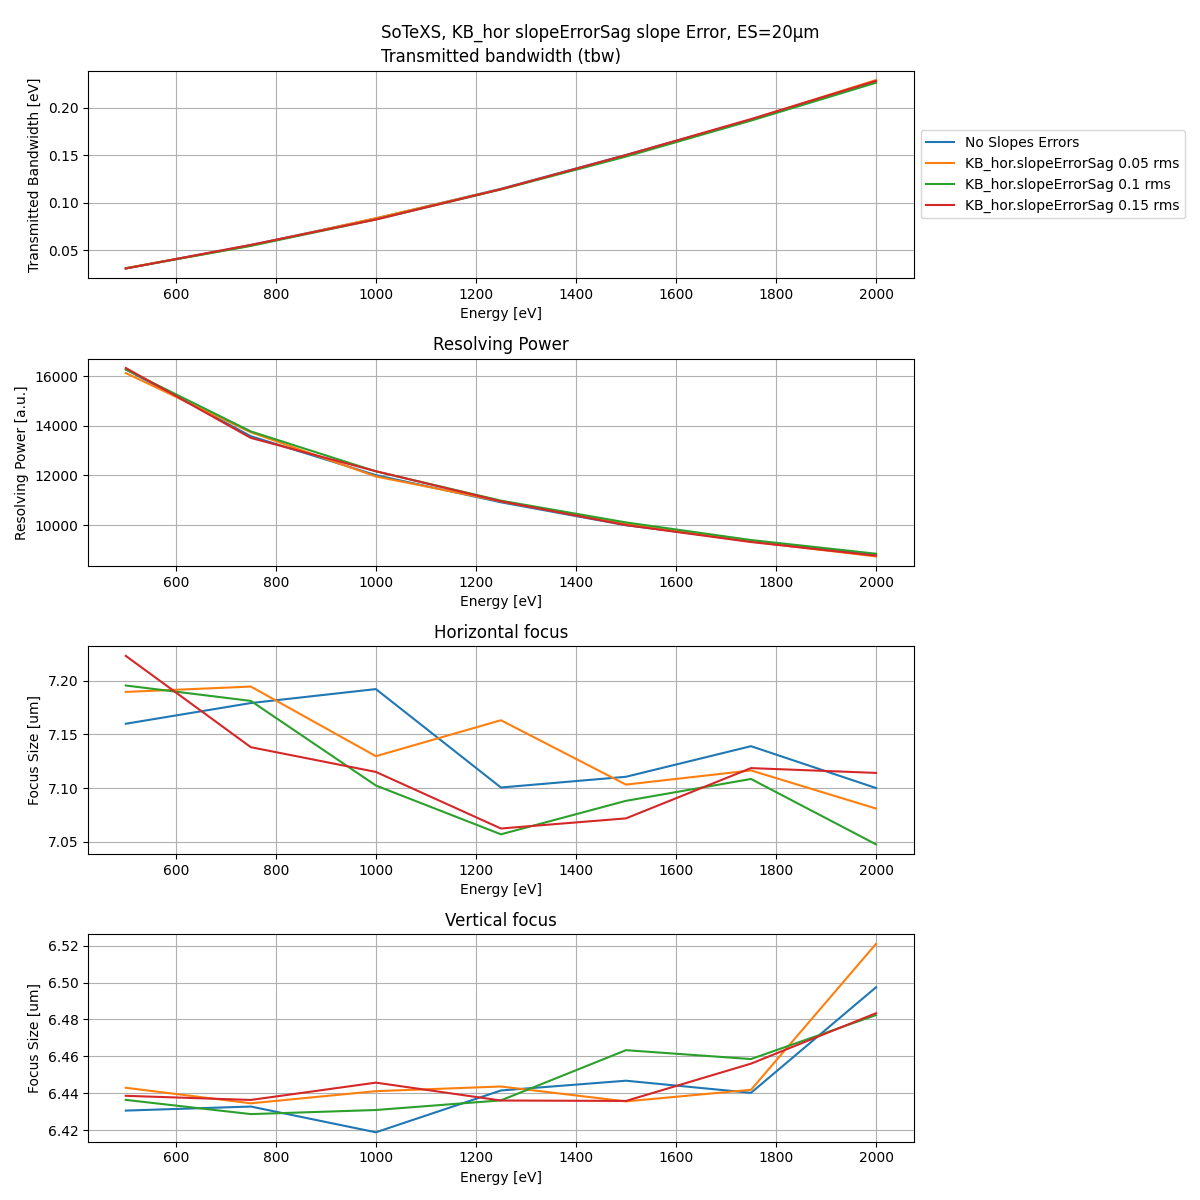 SoTeXS, KB_hor slopeErrorSag slope Error, ES=20μm
Transmitted bandwidth (tbw)
Transmitted Bandwidth [eV]
0.20
0.15
0.10
0.05
600 800 1000 1200 1400 1600 1800 2000
Energy [eV]
No Slopes Errors
KB_hor.slopeErrorSag 0.05 rms
KB_hor.slopeErrorSag 0.1 rms
KB_hor.slopeErrorSag 0.15 rms
Resolving Power
Resolving Power [a.u.]
16000
14000
12000
10000
600 800 1000 1200 1400 1600 1800 2000
Energy [eV]
Horizontal focus
Focus Size [um]
7.20
7.15
7.10
7.05
600 800 1000 1200 1400 1600 1800 2000
Energy [eV]
Vertical focus
Focus Size [um]
6.52
6.50
6.48
6.46
6.44
6.42
600 800 1000 1200 1400 1600 1800 2000
Energy [eV]